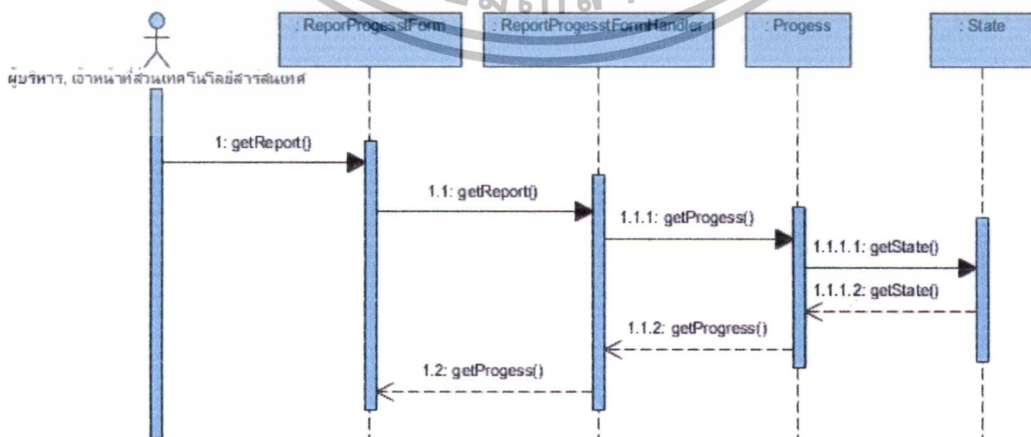 : ReporProgesstForm
: ReportProgesstFormHandler
: Progess
: State
ผู้บริหาร, เจ้าหน้าที่ส่วนเทคโนโลยีสารสนเทศ
1: getReport()
1.1: getReport()
1.1.1: getProgess()
1.1.1.1: getState()
1.1.1.2: getState()
1.1.2: getProgress()
1.2: getProgess()